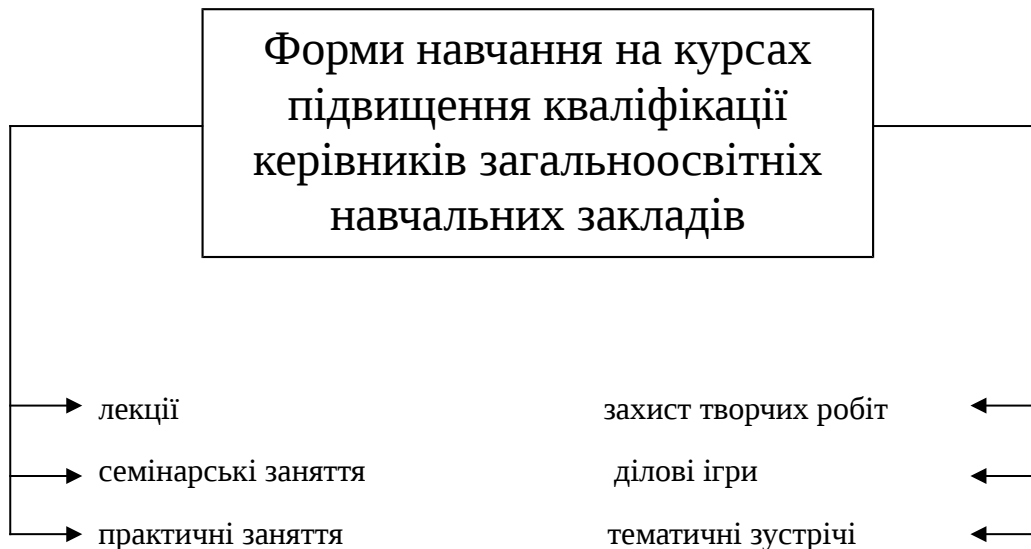 Форми навчання на курсах
підвищення кваліфікації
керівників загальноосвітніх
навчальних закладів
лекції
захист творчих робіт
семінарські заняття
ділові ігри
практичні заняття
тематичні зустрічі